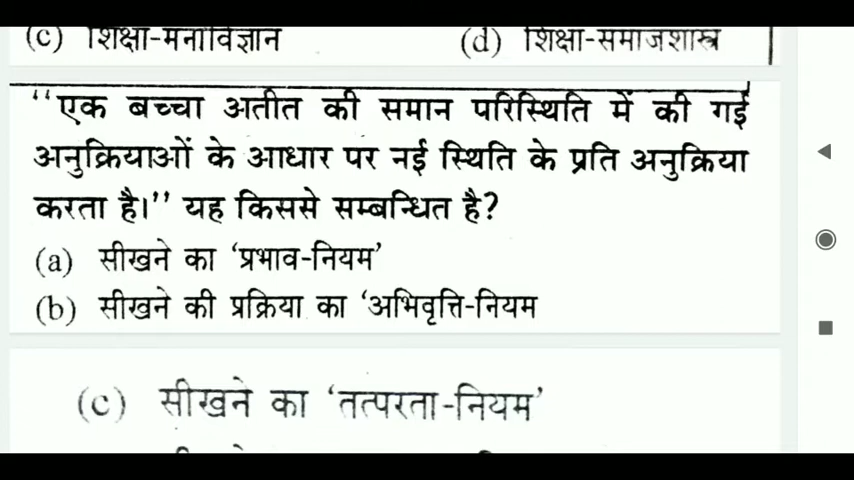 (c) शिक्षा-मनोविज्ञान (d) शिक्षा-समाजशास्त्र
‘‘एक बच्चा अतीत की समान परिस्थिति में की गई
अनुक्रियाओं के आधार पर नई स्थिति के प्रति अनुक्रिया
करता है।’’ यह किससे सम्बन्धित है?
(a) सीखने का ‘प्रभाव-नियम’
(b) सीखने की प्रक्रिया का ‘अभिवृत्ति-नियम
(c) सीखने का ‘तत्परता-नियम’